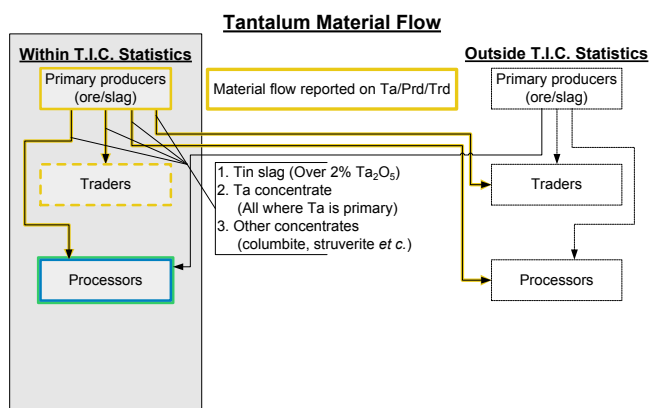 Tantalum Material Flow
Within T.I.C. Statistics
Outside T.I.C. Statistics
Primary producers
(ore/slag)
Material flow reported on Ta/Prd/Trd
Primary producers
(ore/slag)
1. Tin slag (Over 2% Ta₂O₅)
2. Ta concentrate
(All where Ta is primary)
3. Other concentrates
(columbite, struverite et c.)
Traders
Traders
Processors
Processors